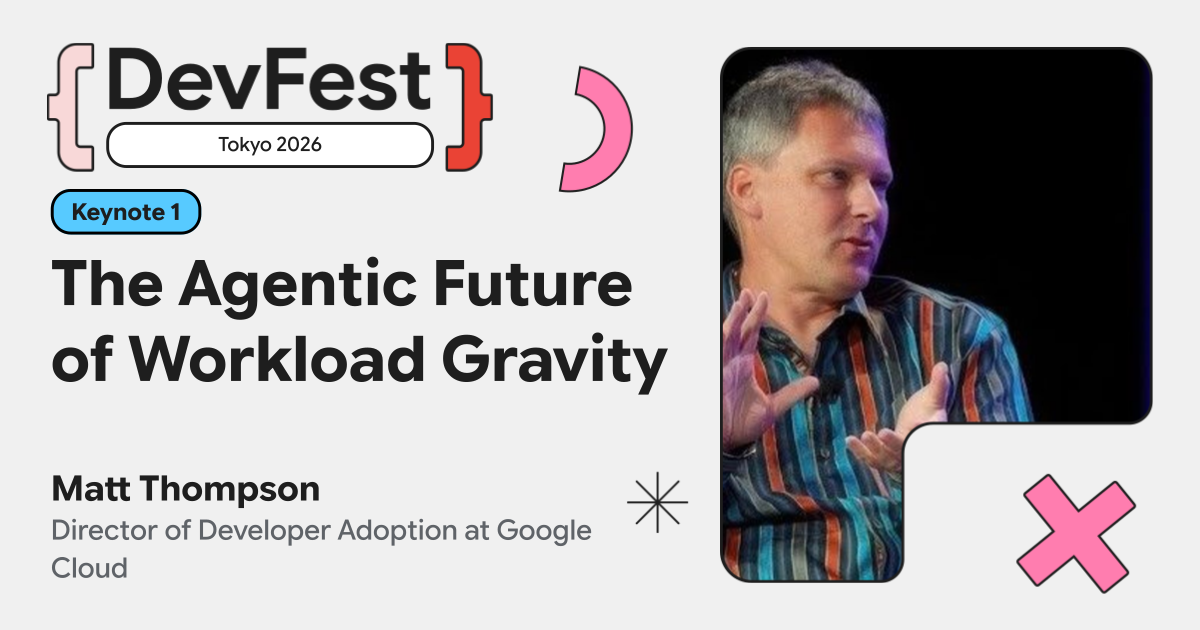 DevFest
Tokyo 2026
Keynote 1
The Agentic Future
of Workload Gravity
Matt Thompson
Director of Developer Adoption at Google
Cloud